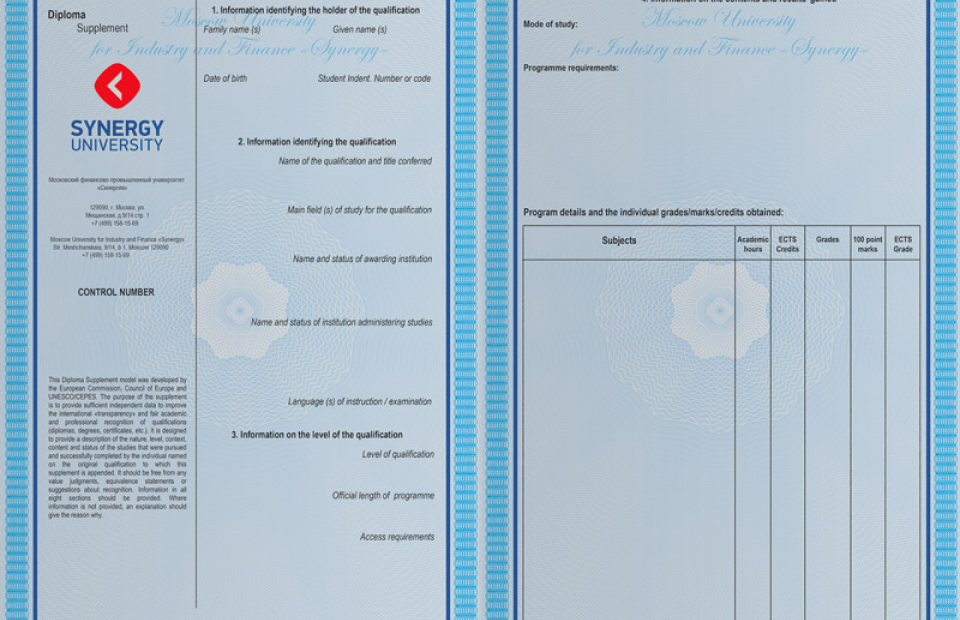 Diploma
Supplement
Moscow University
for Industry and Finance «Synergy»
SYNERGY
UNIVERSITY
Московский финансово-промышленный университет
«Синергия»
129090, г. Москва, ул.
Мещанская, д.9/14 стр. 1
+7 (499) 158-15-69
Moscow University for Industry and Finance «Synergy»
Str. Meshchanskaia, 9/14, b.1, Moscow 129090
+7 (499) 158-15-69
CONTROL NUMBER
This Diploma Supplement model was developed by
the European Commission, Council of Europe and
UNESCO/CEPES. The purpose of the supplement
is to provide sufficient independent data to improve
the international «transparency» and fair academic
and professional recognition of qualifications
(diplomas, degrees, certificates, etc.). It is designed
to provide a description of the nature, level, context,
content and status of the studies that were pursued
and successfully completed by the individual named
on the original qualification to which this
supplement is appended. It should be free from any
value judgments, equivalence statements or
suggestions about recognition. Information in all
eight sections should be provided. Where
information is not provided, an explanation should
give the reason why.
1. Information identifying the holder of the qualification
Family name (s) Given name (s)
Date of birth Student Indent. Number or code
2. Information identifying the qualification
Name of the qualification and title conferred
Main field (s) of study for the qualification
Name and status of awarding institution
Name and status of institution administering studies
Language (s) of instruction / examination
3. Information on the level of the qualification
Level of qualification
Official length of programme
Access requirements
4. Information on the contents and results gained
Moscow University
for Industry and Finance «Synergy»
Mode of study:
Programme requirements:
Program details and the individual grades/marks/credits obtained:
Subjects
Academic
hours
ECTS
Credits
Grades
100 point
marks
ECTS
Grade